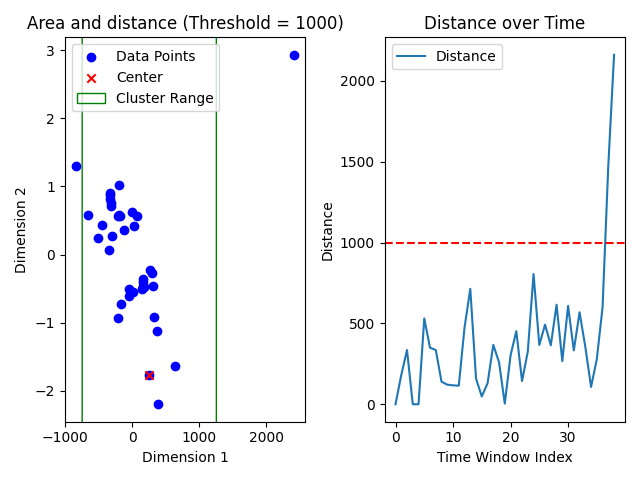 Area and distance (Threshold = 1000)
Data Points
Center
Cluster Range
3
2
1
0
−1
−2
Dimension 2
−1000 0 1000 2000
Dimension 1
Distance over Time
Distance
2000
1500
1000
500
0
Distance
0 10 20 30
Time Window Index